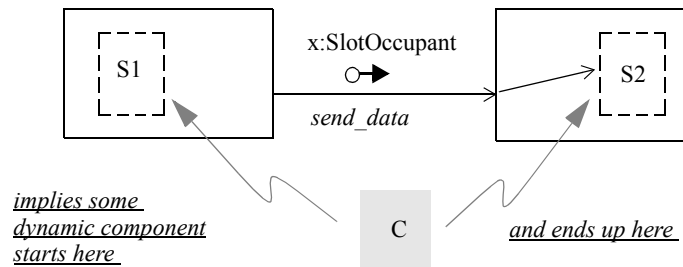 x:SlotOccupant
S1
S2
send_data
implies some
dynamic component
starts here
C
and ends up here